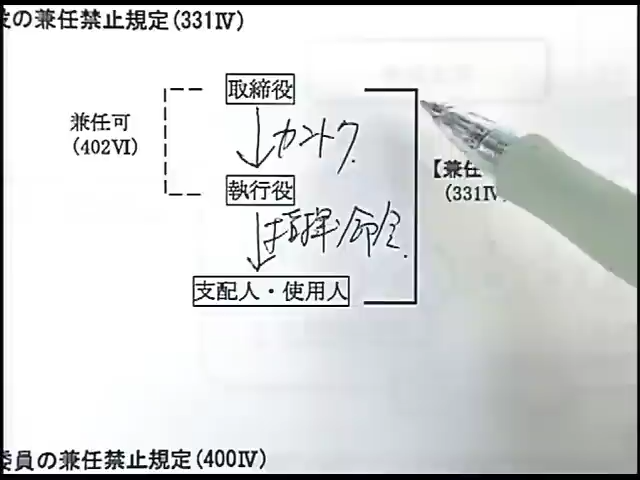 役の兼任禁止規定(331Ⅳ)
取締役
兼任可
(402Ⅵ)
カントク
【兼任
(331Ⅳ
執行役
指揮命令
支配人・使用人
委員の兼任禁止規定(400Ⅳ)